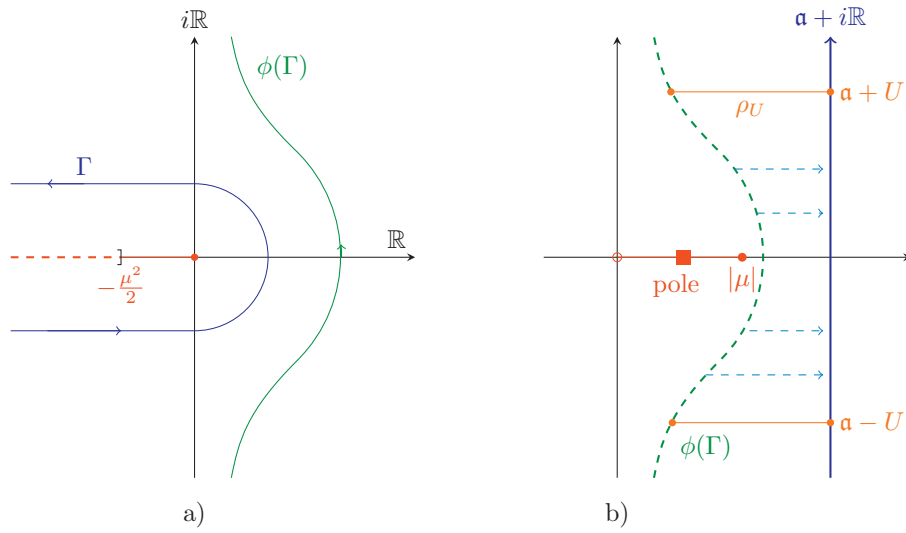 iℝ
ϕ(Γ)
Γ
ℝ
−μ²/2
a)
𝔞 + iℝ
ρ_U
𝔞 + U
pole
|μ|
𝔞 − U
ϕ(Γ)
b)